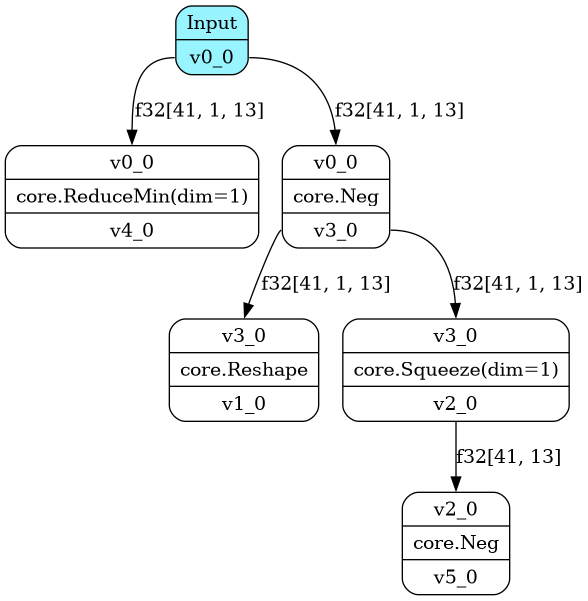 Input
v0_0
f32[41, 1, 13]
f32[41, 1, 13]
v0_0
core.ReduceMin(dim=1)
v4_0
v0_0
core.Neg
v3_0
f32[41, 1, 13]
f32[41, 1, 13]
v3_0
core.Reshape
v1_0
v3_0
core.Squeeze(dim=1)
v2_0
f32[41, 13]
v2_0
core.Neg
v5_0